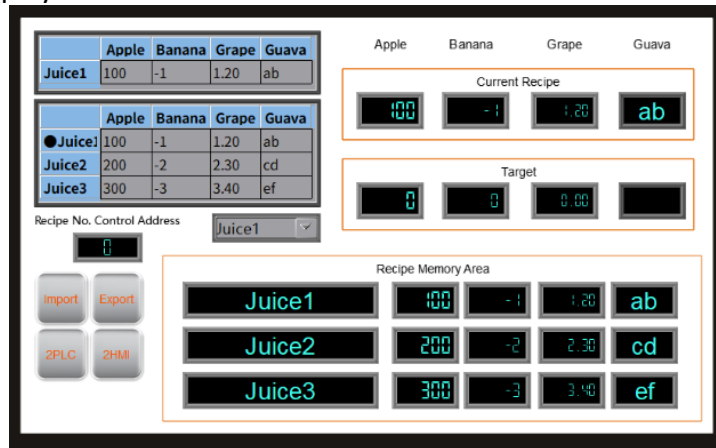 Apple Banana Grape Guava
Juice1 100 -1 1.20 ab
Apple Banana Grape Guava
Juice1 100 -1 1.20 ab
Juice2 200 -2 2.30 cd
Juice3 300 -3 3.40 ef
Recipe No. Control Address
Juice1
0
Import Export
2PLC 2HMI
Apple Banana Grape Guava
Current Recipe
100 -1 1.20 ab
Target
0 0 0.00
Recipe Memory Area
Juice1 100 -1 1.20 ab
Juice2 200 -2 2.30 cd
Juice3 300 -3 3.40 ef